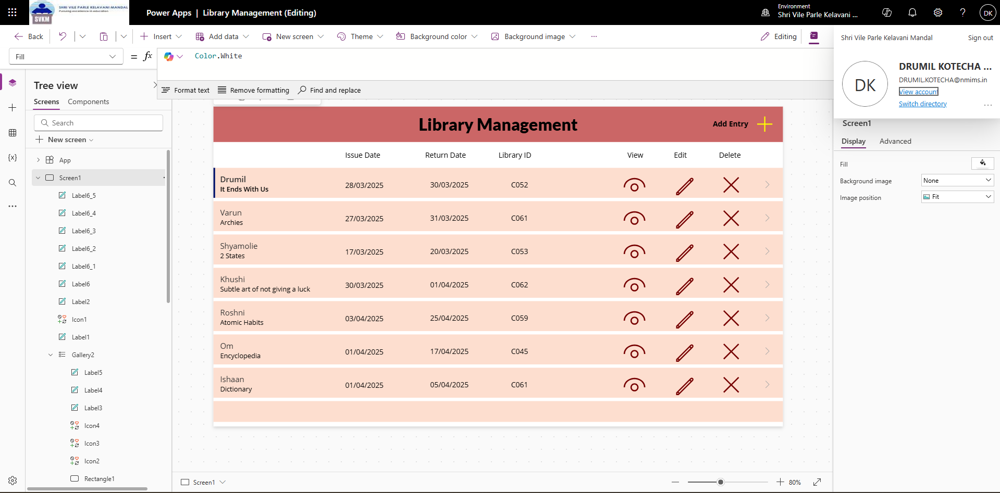 SHRI VILE PARLE KELAVANI MANDAL
Pursuing excellence in education
SVKM
Power Apps | Library Management (Editing)
Environment
Shri Vile Parle Kelavani ...
DK
Back
Insert
Add data
New screen
Theme
Background color
Background image
...
Editing
Shri Vile Parle Kelavani Mandal
Sign out
Fill
= fx
Color.White
DK
DRUMIL KOTECHA ...
DRUMIL.KOTECHA@nmims.in
View account
Switch directory
...
Format text
Remove formatting
Find and replace
Tree view
Screens
Components
Search
New screen
App
Screen1
Label6_5
Label6_4
Label6_3
Label6_2
Label6_1
Label6
Label2
Icon1
Label1
Gallery2
Label5
Label4
Label3
Icon4
Icon3
Icon2
Rectangle1
Library Management
Add Entry
Issue Date Return Date Library ID View Edit Delete
Drumil
It Ends With Us
28/03/2025 30/03/2025 C052
Varun
Archies
27/03/2025 31/03/2025 C061
Shyamolie
2 States
17/03/2025 20/03/2025 C053
Khushi
Subtle art of not giving a luck
30/03/2025 01/04/2025 C062
Roshni
Atomic Habits
03/04/2025 25/04/2025 C059
Om
Encyclopedia
01/04/2025 17/04/2025 C045
Ishaan
Dictionary
01/04/2025 05/04/2025 C061
Screen1
Display
Advanced
Fill
Background image
None
Image position
Fit
Screen1
80%